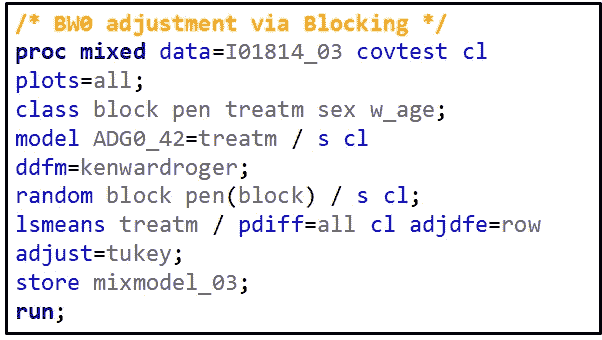 /* BW0 adjustment via Blocking */
proc mixed data=I01814_03 covtest cl
plots=all;
class block pen treatm sex w_age;
model ADG0_42=treatm / s cl
ddfm=kenwardroger;
random block pen(block) / s cl;
lsmeans treatm / pdiff=all cl adjdfe=row
adjust=tukey;
store mixmodel_03;
run;